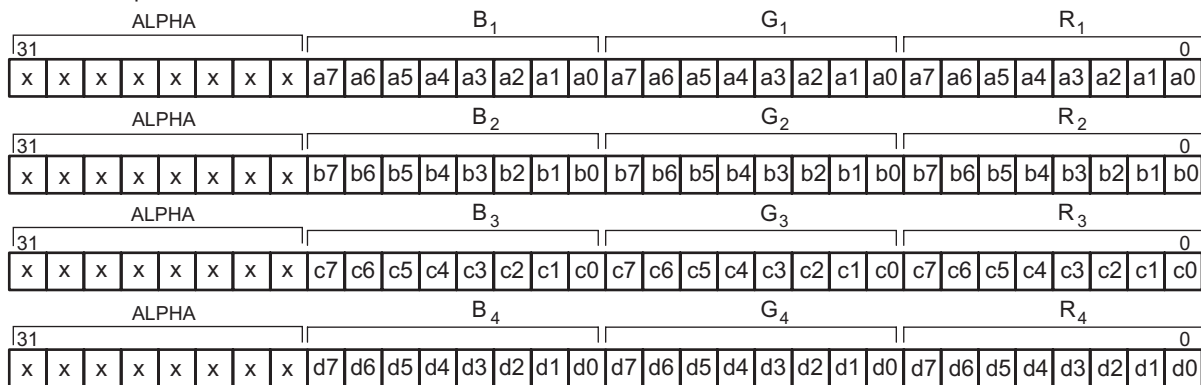 ALPHA B1 G1 R1
31 0
x x x x x x x x a7 a6 a5 a4 a3 a2 a1 a0 a7 a6 a5 a4 a3 a2 a1 a0 a7 a6 a5 a4 a3 a2 a1 a0
ALPHA B2 G2 R2
31 0
x x x x x x x x b7 b6 b5 b4 b3 b2 b1 b0 b7 b6 b5 b4 b3 b2 b1 b0 b7 b6 b5 b4 b3 b2 b1 b0
ALPHA B3 G3 R3
31 0
x x x x x x x x c7 c6 c5 c4 c3 c2 c1 c0 c7 c6 c5 c4 c3 c2 c1 c0 c7 c6 c5 c4 c3 c2 c1 c0
ALPHA B4 G4 R4
31 0
x x x x x x x x d7 d6 d5 d4 d3 d2 d1 d0 d7 d6 d5 d4 d3 d2 d1 d0 d7 d6 d5 d4 d3 d2 d1 d0